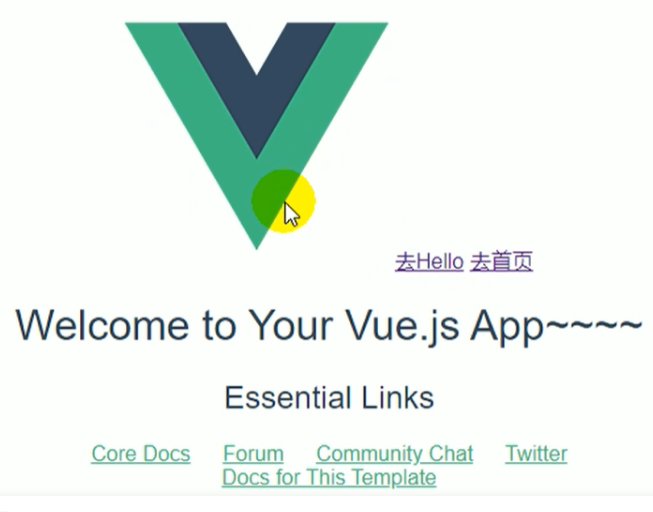 去Hello 去首页
Welcome to Your Vue.js App~~~~
Essential Links
Core Docs Forum Community Chat Twitter
Docs for This Template